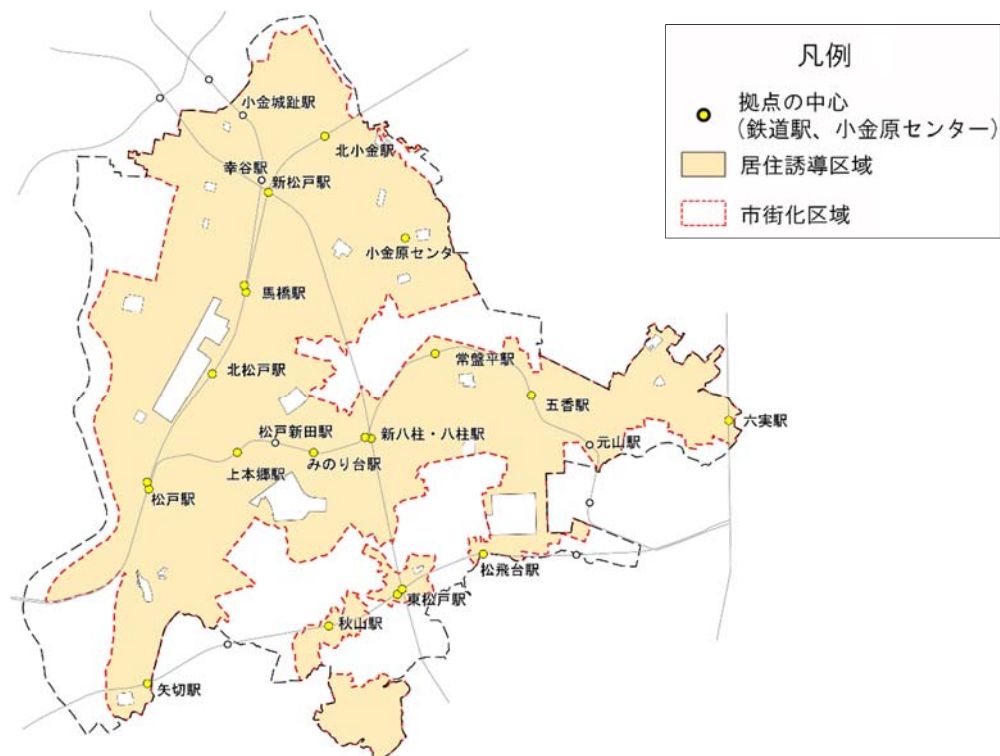 凡例
拠点の中心
(鉄道駅、小金原センター)
居住誘導区域
市街化区域
小金城趾駅
北小金駅
幸谷駅
新松戸駅
小金原センター
馬橋駅
常盤平駅
北松戸駅
五香駅
六実駅
松戸新田駅
新八柱・八柱駅
元山駅
みのり台駅
上本郷駅
松戸駅
松飛台駅
東松戸駅
秋山駅
矢切駅